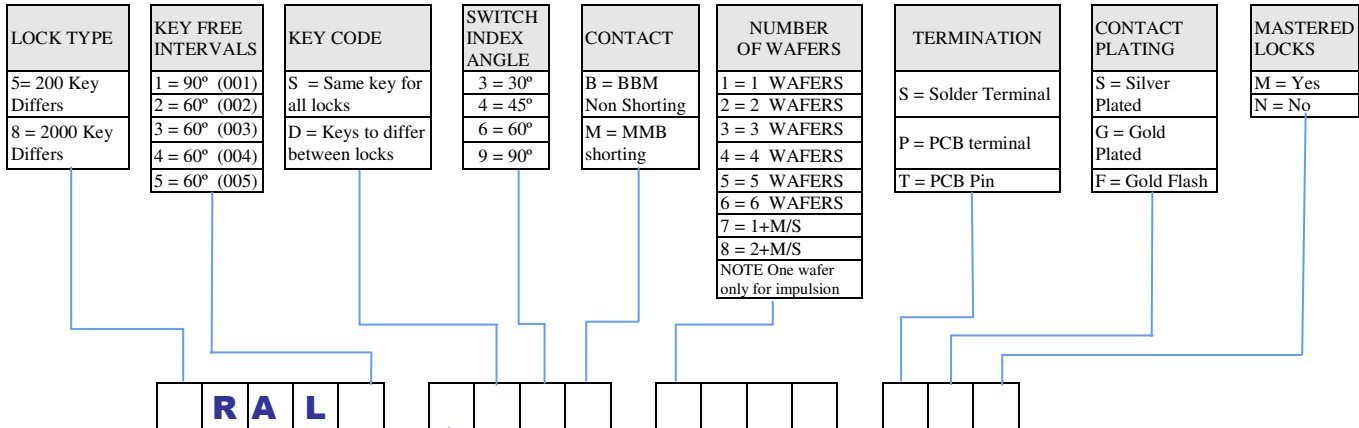 LOCK TYPE
5= 200 Key
Differs
8 = 2000 Key
Differs
KEY FREE
INTERVALS
1 = 90º (001)
2 = 60º (002)
3 = 60º (003)
4 = 60º (004)
5 = 60º (005)
KEY CODE
S = Same key for
all locks
D = Keys to differ
between locks
SWITCH
INDEX
ANGLE
3 = 30º
4 = 45º
6 = 60º
9 = 90º
CONTACT
B = BBM
Non Shorting
M = MMB
shorting
NUMBER
OF WAFERS
1 = 1 WAFERS
2 = 2 WAFERS
3 = 3 WAFERS
4 = 4 WAFERS
5 = 5 WAFERS
6 = 6 WAFERS
7 = 1+M/S
8 = 2+M/S
NOTE One wafer
only for impulsion
TERMINATION
S = Solder Terminal
P = PCB terminal
T = PCB Pin
CONTACT
PLATING
S = Silver
Plated
G = Gold
Plated
F = Gold Flash
MASTERED
LOCKS
M = Yes
N = No
R A L